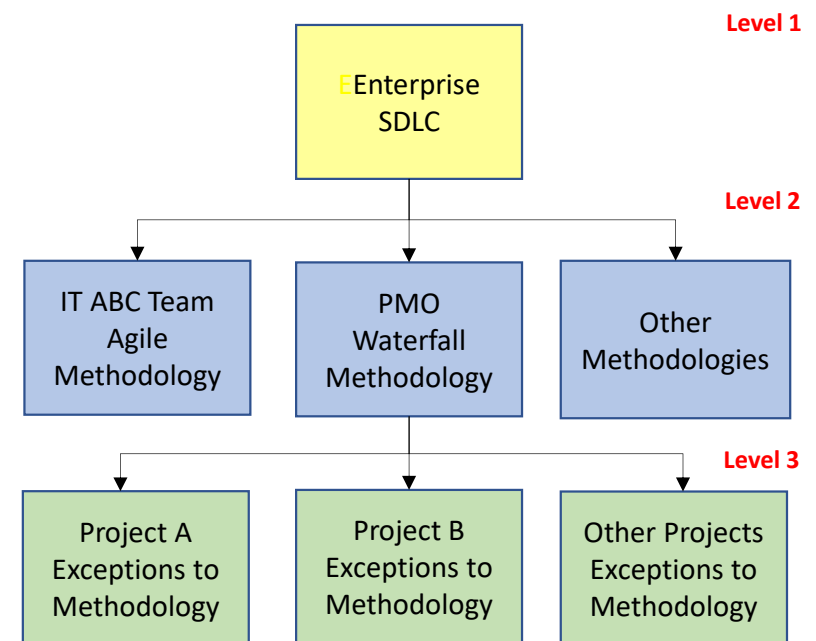 Level 1
EEnterprise
SDLC
Level 2
IT ABC Team
Agile
Methodology
PMO
Waterfall
Methodology
Other
Methodologies
Level 3
Project A
Exceptions to
Methodology
Project B
Exceptions to
Methodology
Other Projects
Exceptions to
Methodology